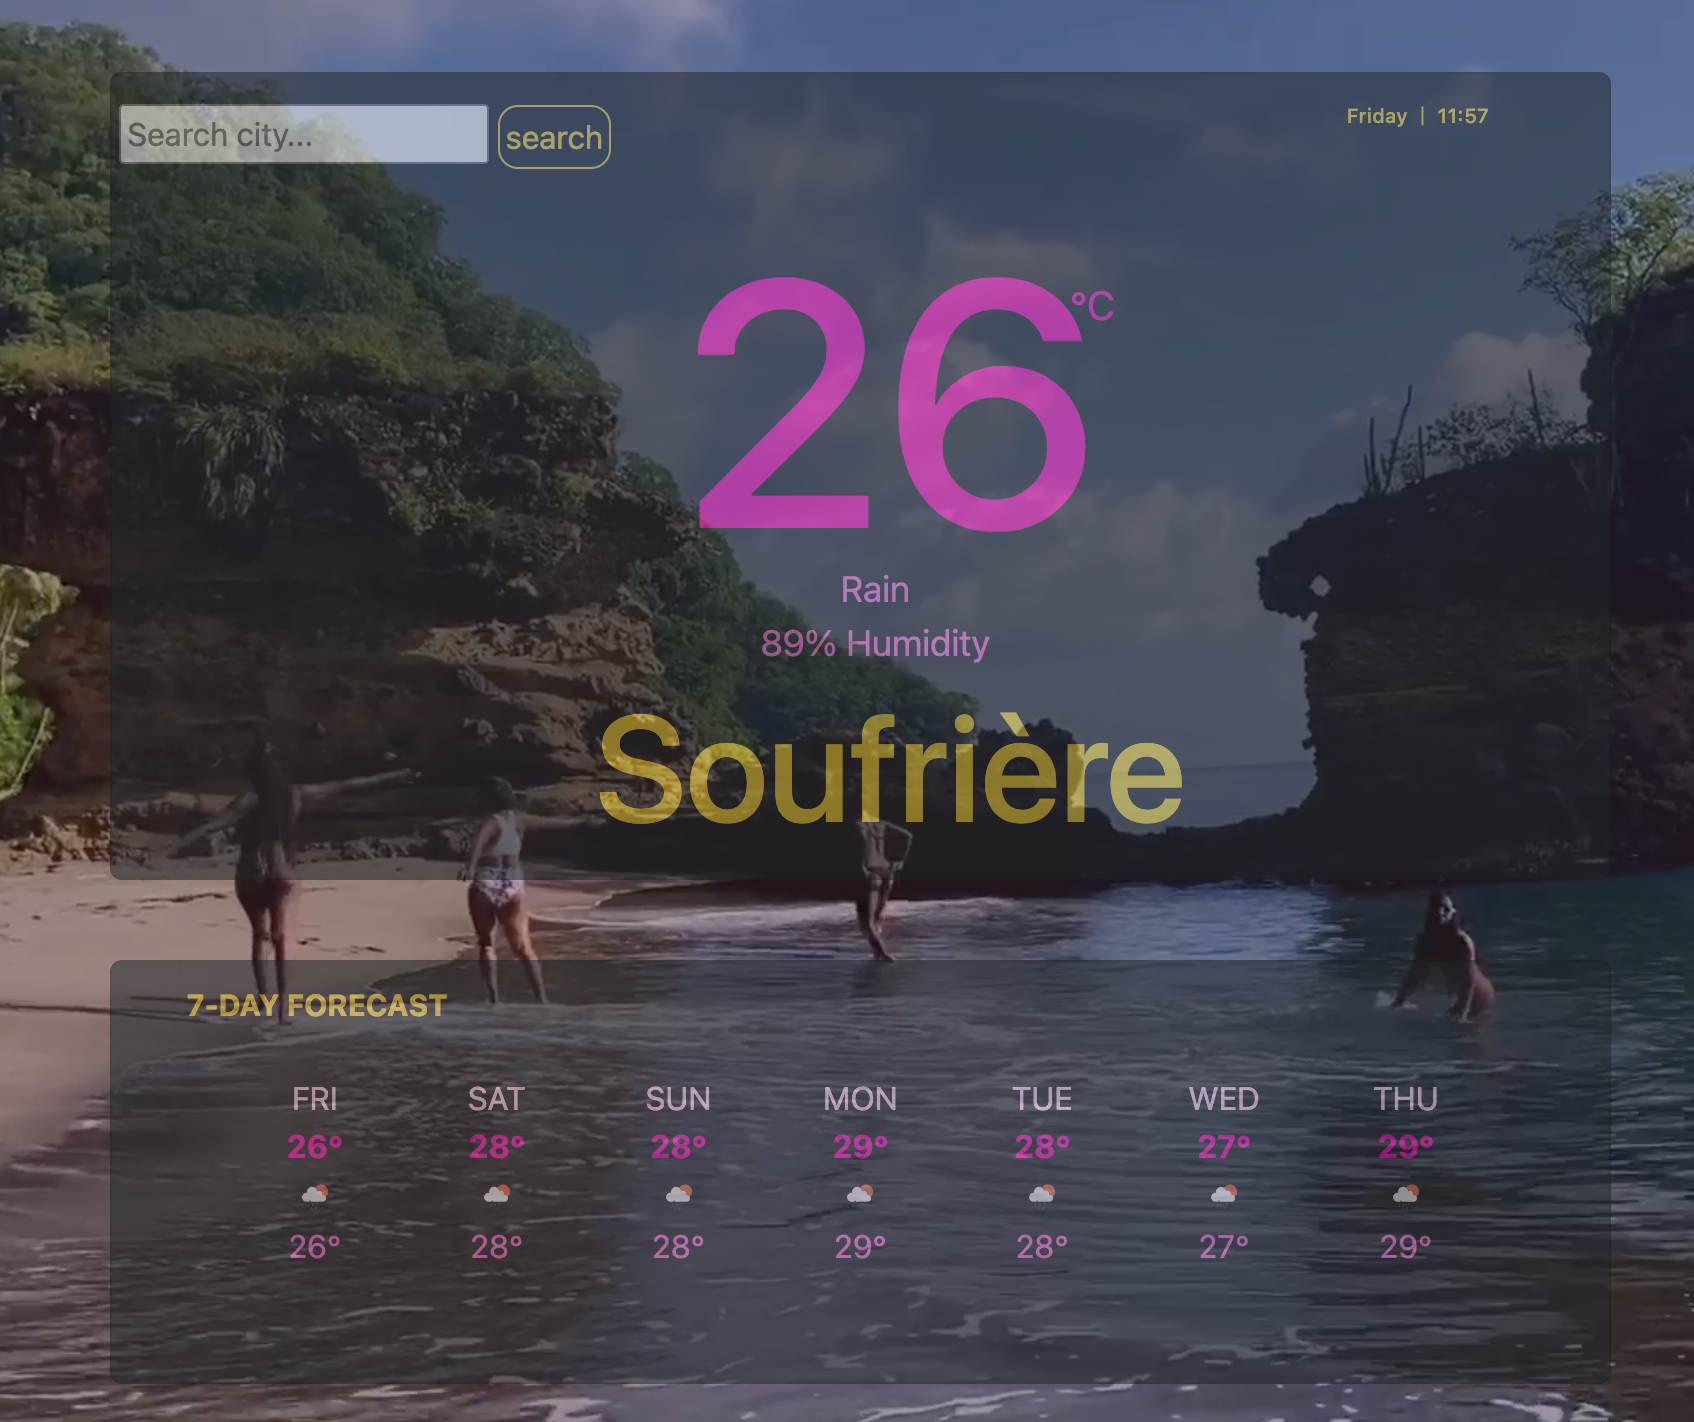 Search city...
search
Friday | 11:57
26
°C
Rain
89% Humidity
Soufrière
7-DAY FORECAST
FRI SAT SUN MON TUE WED THU
26° 28° 28° 29° 28° 27° 29°
26° 28° 28° 29° 28° 27° 29°